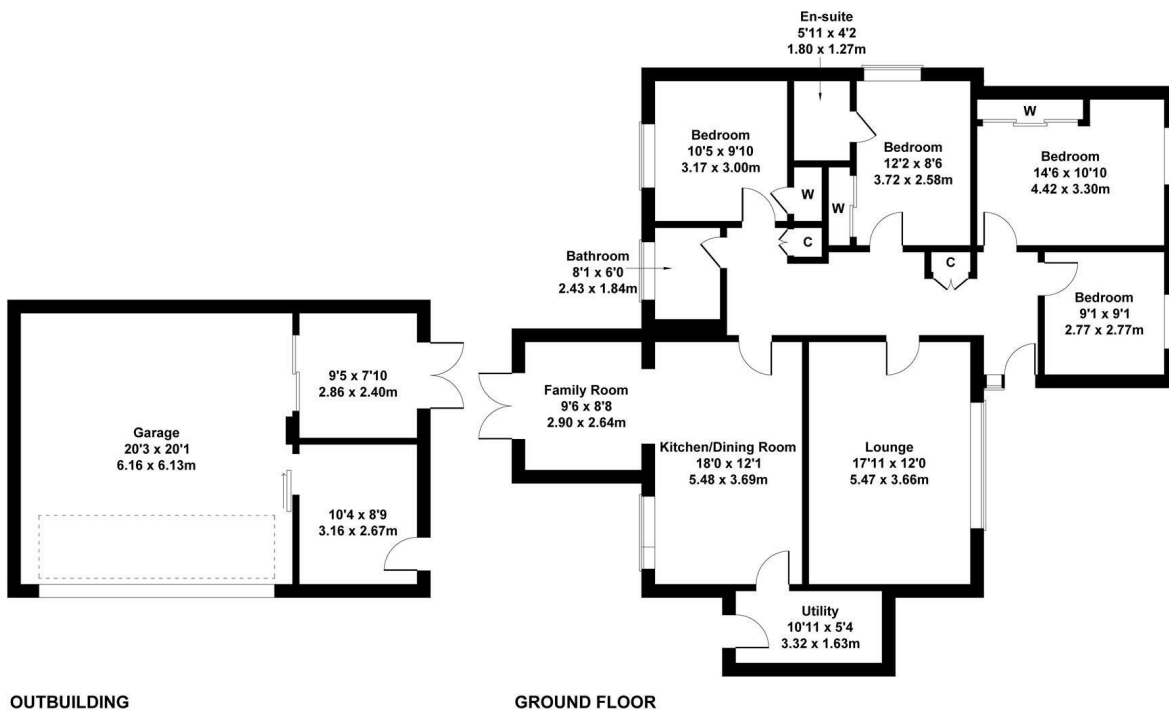 En-suite
5'11 x 4'2
1.80 x 1.27m
Bedroom
10'5 x 9'10
3.17 x 3.00m
Bedroom
12'2 x 8'6
3.72 x 2.58m
W
Bedroom
14'6 x 10'10
4.42 x 3.30m
W
W
C
Bathroom
8'1 x 6'0
2.43 x 1.84m
C
Bedroom
9'1 x 9'1
2.77 x 2.77m
9'5 x 7'10
2.86 x 2.40m
Family Room
9'6 x 8'8
2.90 x 2.64m
Garage
20'3 x 20'1
6.16 x 6.13m
Kitchen/Dining Room
18'0 x 12'1
5.48 x 3.69m
Lounge
17'11 x 12'0
5.47 x 3.66m
10'4 x 8'9
3.16 x 2.67m
Utility
10'11 x 5'4
3.32 x 1.63m
OUTBUILDING
GROUND FLOOR